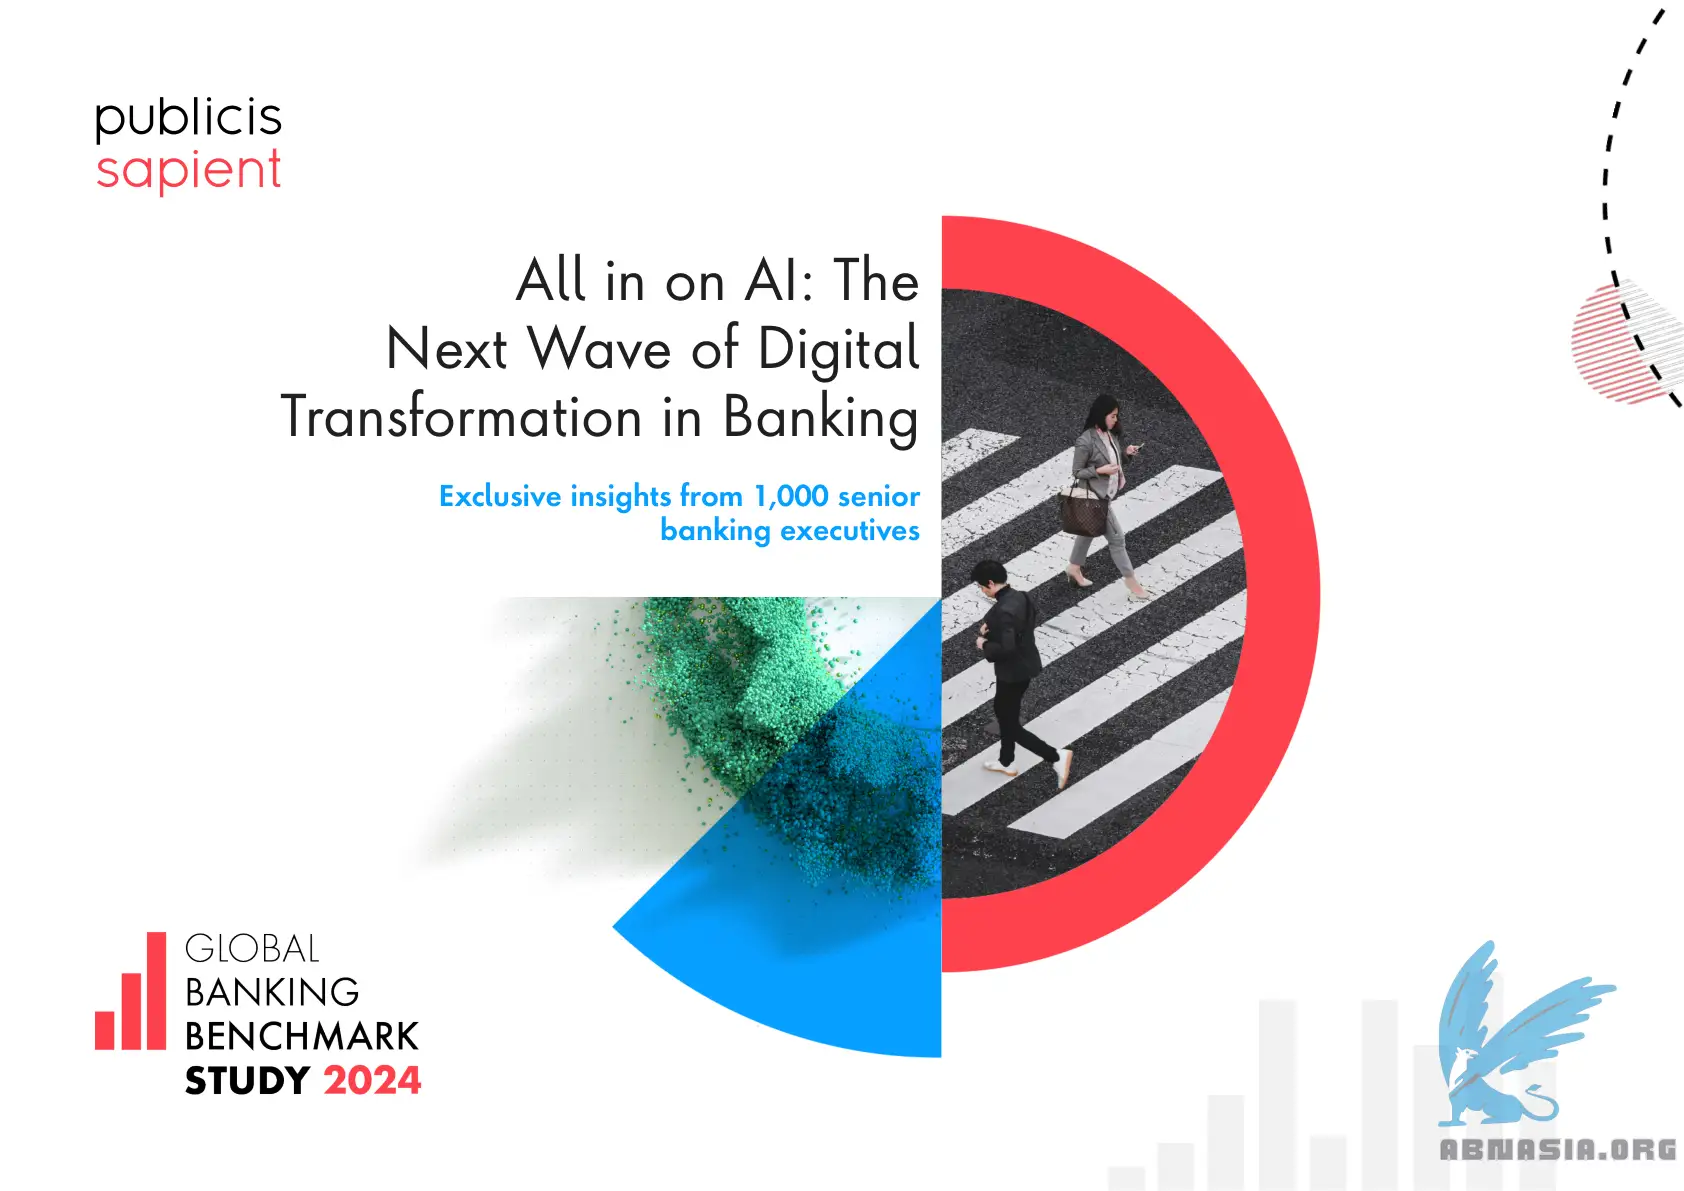 publicis
sapient
All in on AI: The
Next Wave of Digital
Transformation in Banking
Exclusive insights from 1,000 senior
banking executives
GLOBAL
BANKING
BENCHMARK
STUDY 2024
ABNASIA.ORG